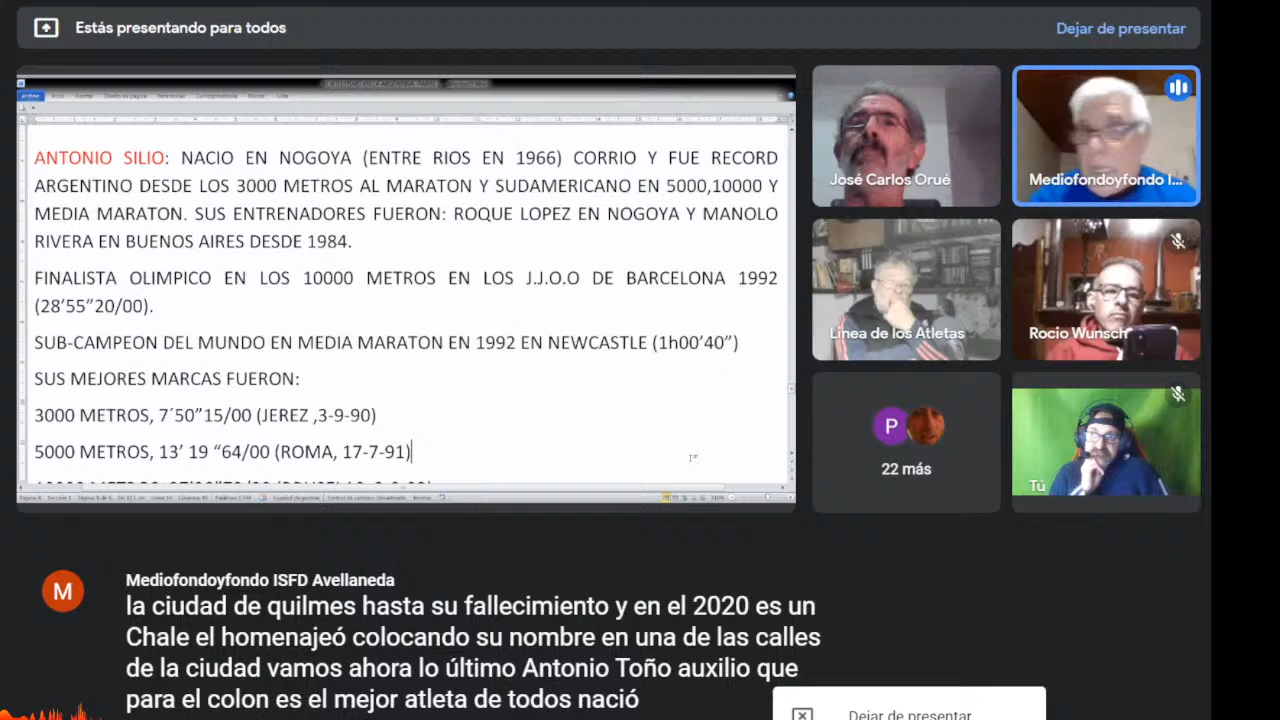 Estás presentando para todos
Dejar de presentar
ANTONIO SILIO: NACIO EN NOGOYA (ENTRE RIOS EN 1966) CORRIO Y FUE RECORD
ARGENTINO DESDE LOS 3000 METROS AL MARATON Y SUDAMERICANO EN 5000,10000 Y
MEDIA MARATON. SUS ENTRENADORES FUERON: ROQUE LOPEZ EN NOGOYA Y MANOLO
RIVERA EN BUENOS AIRES DESDE 1984.
FINALISTA OLIMPICO EN LOS 10000 METROS EN LOS J.J.O.O DE BARCELONA 1992
(28’55”20/00).
SUB-CAMPEON DEL MUNDO EN MEDIA MARATON EN 1992 EN NEWCASTLE (1h00’40”)
SUS MEJORES MARCAS FUERON:
3000 METROS, 7´50”15/00 (JEREZ ,3-9-90)
5000 METROS, 13’ 19 “64/00 (ROMA, 17-7-91)
José Carlos Orué
Mediofondoyfondo I...
Linea de los Atletas
Rocio Wunsch
P
22 más
Tú
M
Mediofondoyfondo ISFD Avellaneda
la ciudad de quilmes hasta su fallecimiento y en el 2020 es un
Chale el homenajeó colocando su nombre en una de las calles
de la ciudad vamos ahora lo último Antonio Toño auxilio que
para el colon es el mejor atleta de todos nació
Dejar de presentar